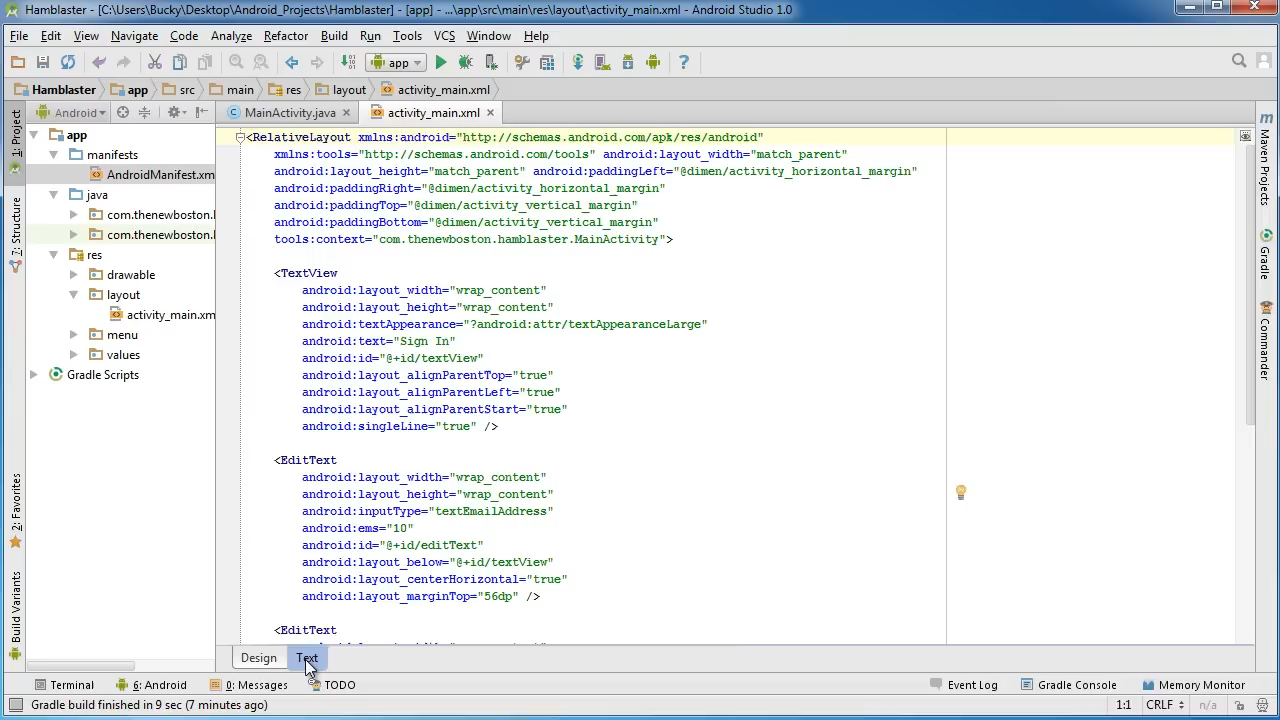 Hamblaster - [C:\Users\Bucky\Desktop\Android_Projects\Hamblaster] - [app] - ...\app\src\main\res\layout\activity_main.xml - Android Studio 1.0
File Edit View Navigate Code Analyze Refactor Build Run Tools VCS Window Help
app
Hamblaster app src main res layout activity_main.xml
Android
MainActivity.java
activity_main.xml
1: Project
7: Structure
2: Favorites
Build Variants
app
manifests
AndroidManifest.xm
java
com.thenewboston.l
com.thenewboston.l
res
drawable
layout
activity_main.xm
menu
values
Gradle Scripts
<RelativeLayout xmlns:android="http://schemas.android.com/apk/res/android"
xmlns:tools="http://schemas.android.com/tools" android:layout_width="match_parent"
android:layout_height="match_parent" android:paddingLeft="@dimen/activity_horizontal_margin"
android:paddingRight="@dimen/activity_horizontal_margin"
android:paddingTop="@dimen/activity_vertical_margin"
android:paddingBottom="@dimen/activity_vertical_margin"
tools:context="com.thenewboston.hamblaster.MainActivity">
<TextView
android:layout_width="wrap_content"
android:layout_height="wrap_content"
android:textAppearance="?android:attr/textAppearanceLarge"
android:text="Sign In"
android:id="@+id/textView"
android:layout_alignParentTop="true"
android:layout_alignParentLeft="true"
android:layout_alignParentStart="true"
android:singleLine="true" />
<EditText
android:layout_width="wrap_content"
android:layout_height="wrap_content"
android:inputType="textEmailAddress"
android:ems="10"
android:id="@+id/editText"
android:layout_below="@+id/textView"
android:layout_centerHorizontal="true"
android:layout_marginTop="56dp" />
<EditText
Maven Projects
Gradle
Commander
Design Text
Terminal 6: Android 0: Messages TODO Event Log Gradle Console Memory Monitor
Gradle build finished in 9 sec (7 minutes ago) 1:1 CRLF n/a